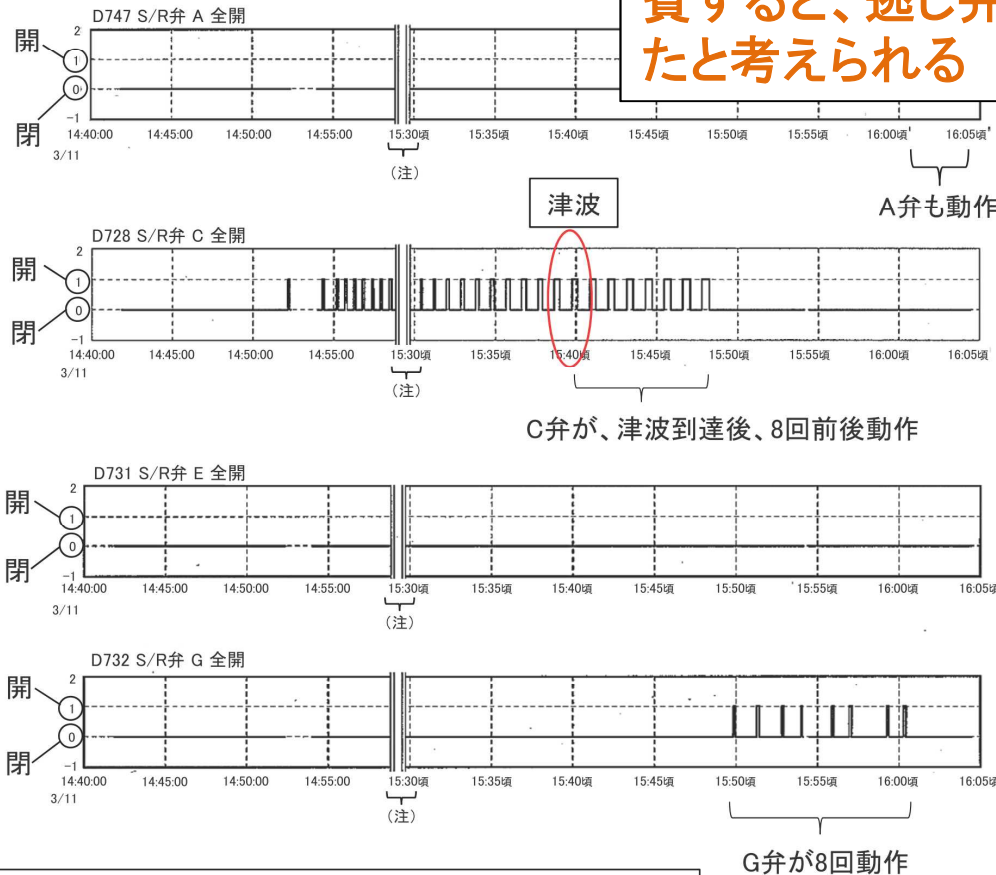 費すると、逃し弁
たと考えられる
D747 S/R弁 A 全開
開
閉
2
1
0
-1
14:40:00 14:45:00 14:50:00 14:55:00 15:30頃 15:35頃 15:40頃 15:45頃 15:50頃 15:55頃 16:00頃 16:05頃
3/11
(注)
A弁も動作
津波
D728 S/R弁 C 全開
開
閉
2
1
0
-1
14:40:00 14:45:00 14:50:00 14:55:00 15:30頃 15:35頃 15:40頃 15:45頃 15:50頃 15:55頃 16:00頃 16:05頃
3/11
(注)
C弁が、津波到達後、8回前後動作
D731 S/R弁 E 全開
開
閉
2
1
0
-1
14:40:00 14:45:00 14:50:00 14:55:00 15:30頃 15:35頃 15:40頃 15:45頃 15:50頃 15:55頃 16:00頃 16:05頃
3/11
(注)
D732 S/R弁 G 全開
開
閉
2
1
0
-1
14:40:00 14:45:00 14:50:00 14:55:00 15:30頃 15:35頃 15:40頃 15:45頃 15:50頃 15:55頃 16:00頃 16:05頃
3/11
(注)
G弁が8回動作